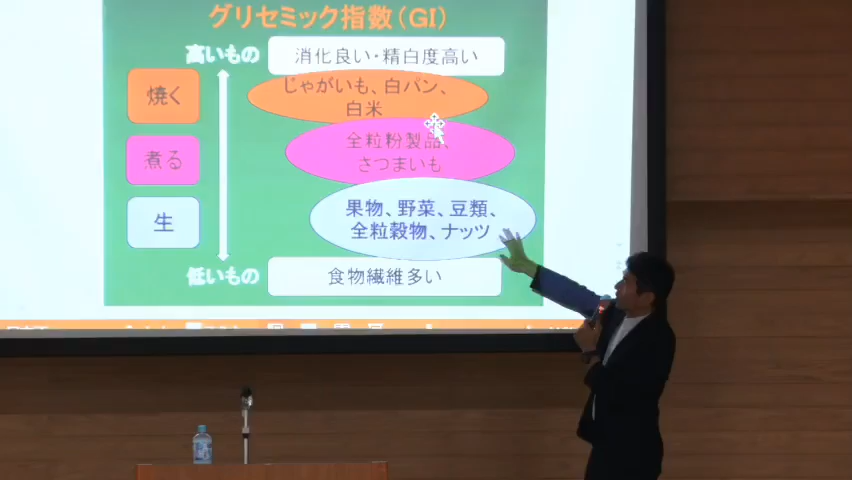 グリセミック指数(GI)
高いもの
消化良い・精白度高い
焼く
じゃがいも、白パン、
白米
煮る
全粒粉製品、
さつまいも
生
果物、野菜、豆類、
全粒穀物、ナッツ
低いもの
食物繊維多い